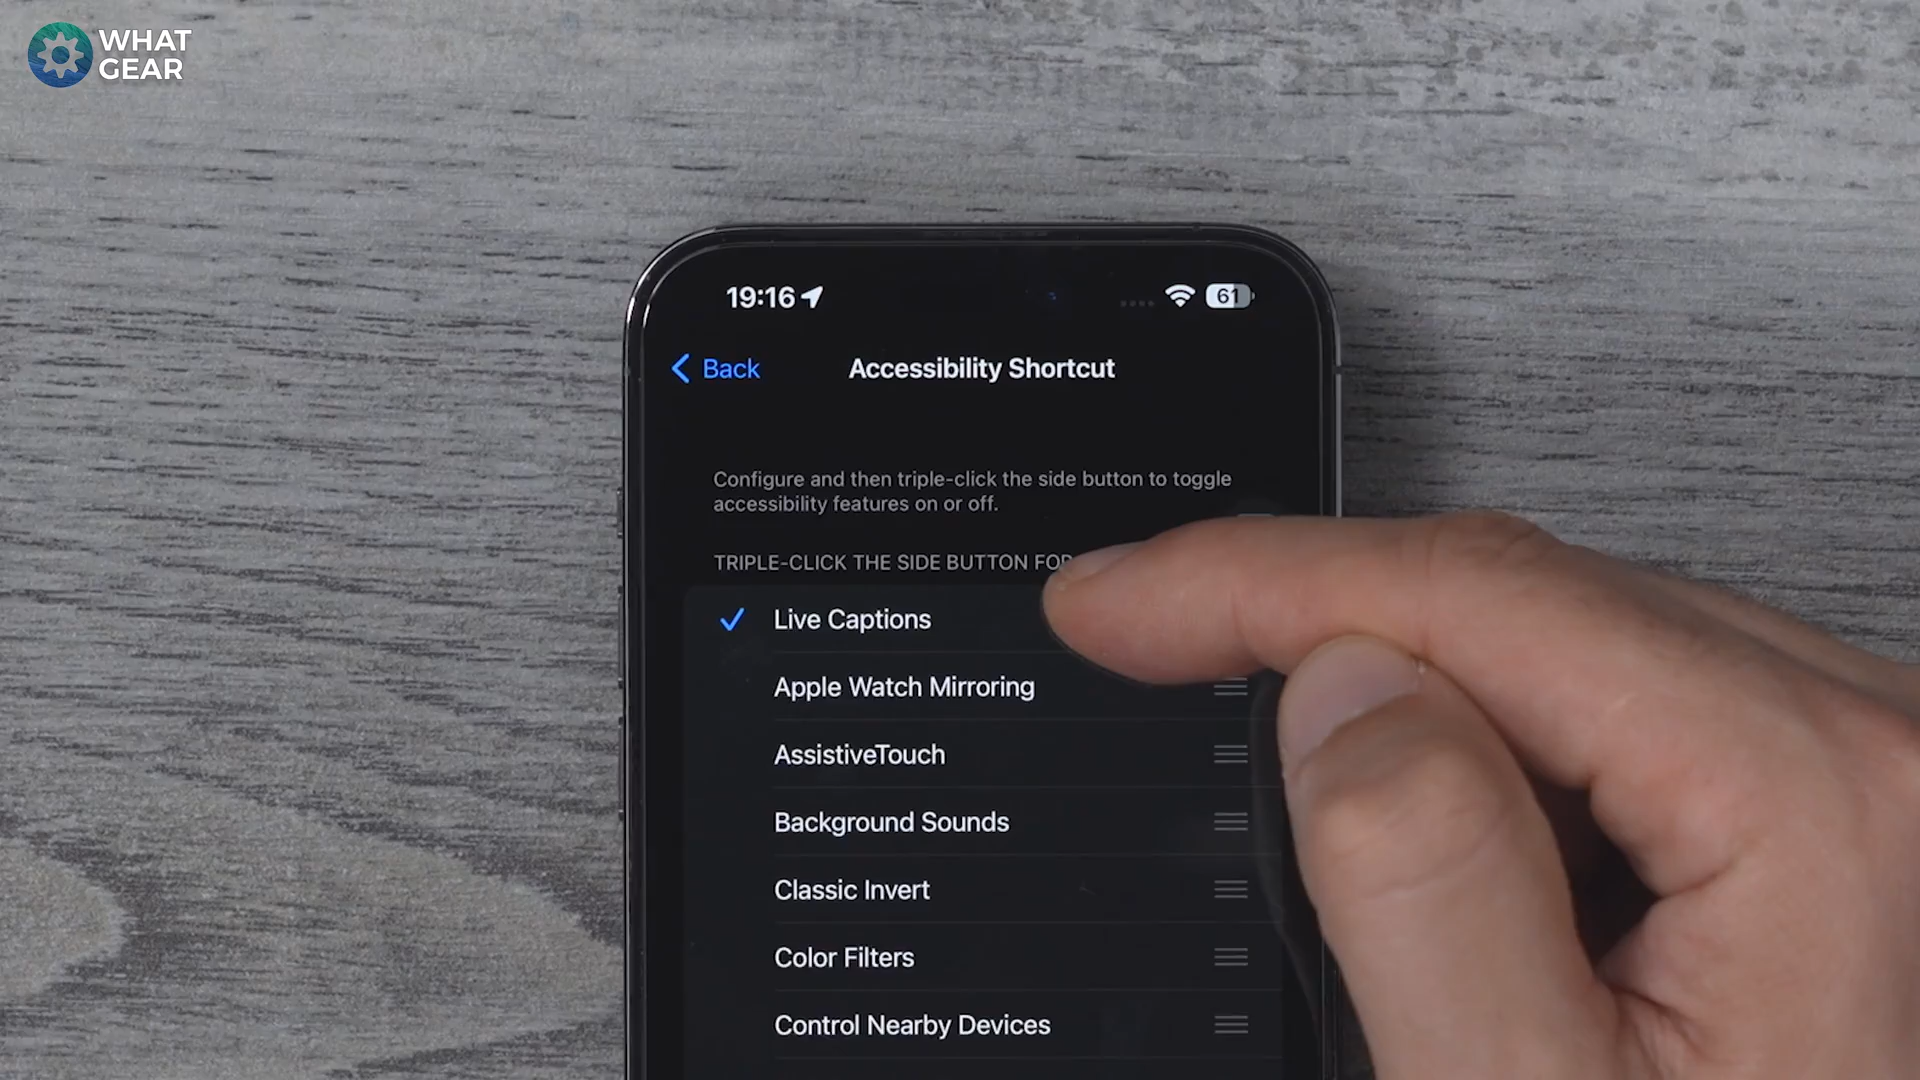 WHAT
GEAR
19:16
61
Back
Accessibility Shortcut
Configure and then triple-click the side button to toggle
accessibility features on or off.
TRIPLE-CLICK THE SIDE BUTTON FOR
Live Captions
Apple Watch Mirroring
AssistiveTouch
Background Sounds
Classic Invert
Color Filters
Control Nearby Devices